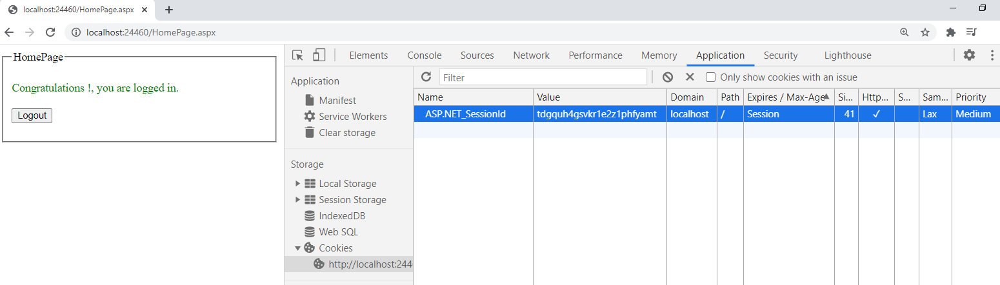 localhost:24460/HomePage.aspx
localhost:24460/HomePage.aspx
HomePage
Congratulations !, you are logged in.
Logout
Elements Console Sources Network Performance Memory Application Security Lighthouse
Application
Manifest
Service Workers
Clear storage
Storage
Local Storage
Session Storage
IndexedDB
Web SQL
Cookies
http://localhost:244
Filter Only show cookies with an issue
Name Value Domain Path Expires / Max-Age Si... Http... S... Sam... Priority
ASP.NET_SessionId tdgquh4gsvkr1e2z1phfyamt localhost / Session 41 ✓ Lax Medium